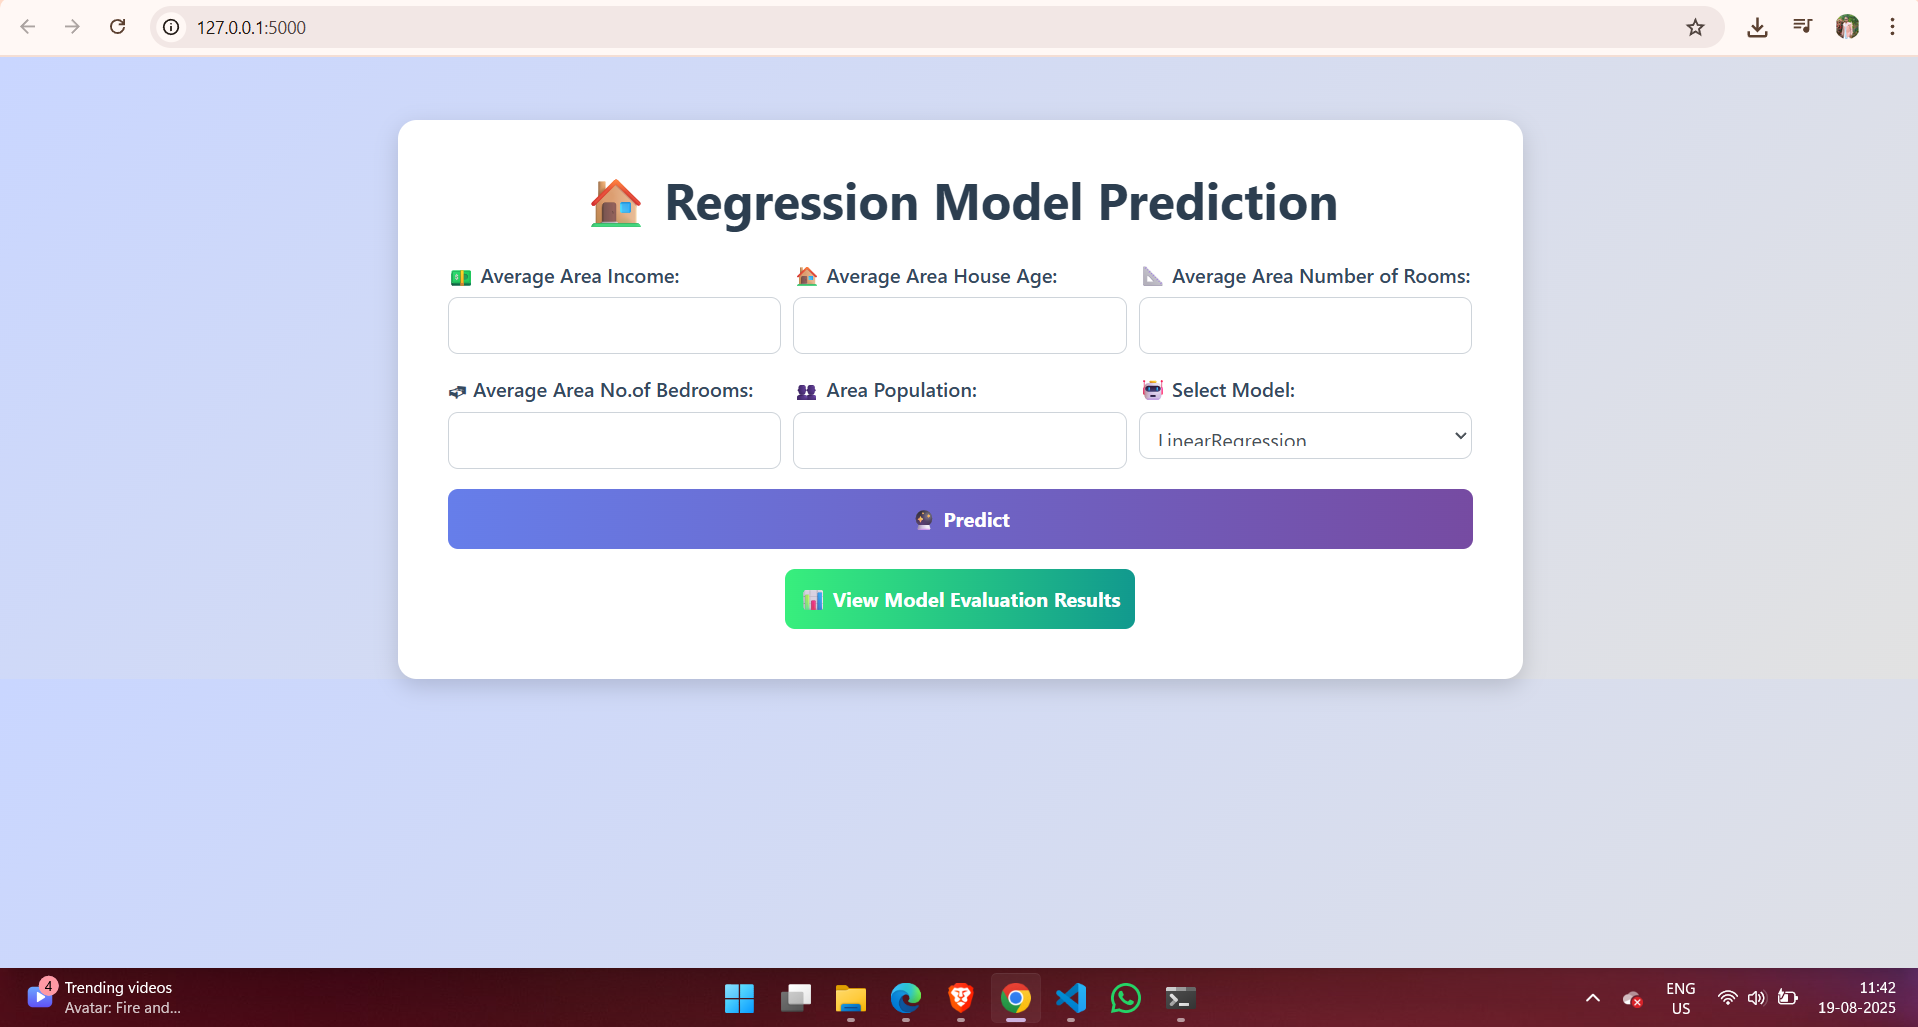 127.0.0.1:5000
Regression Model Prediction
Average Area Income:
Average Area House Age:
Average Area Number of Rooms:
Average Area No.of Bedrooms:
Area Population:
Select Model:
LinearRegression
Predict
View Model Evaluation Results
4
Trending videos
Avatar: Fire and...
ENG
US
11:42
19-08-2025